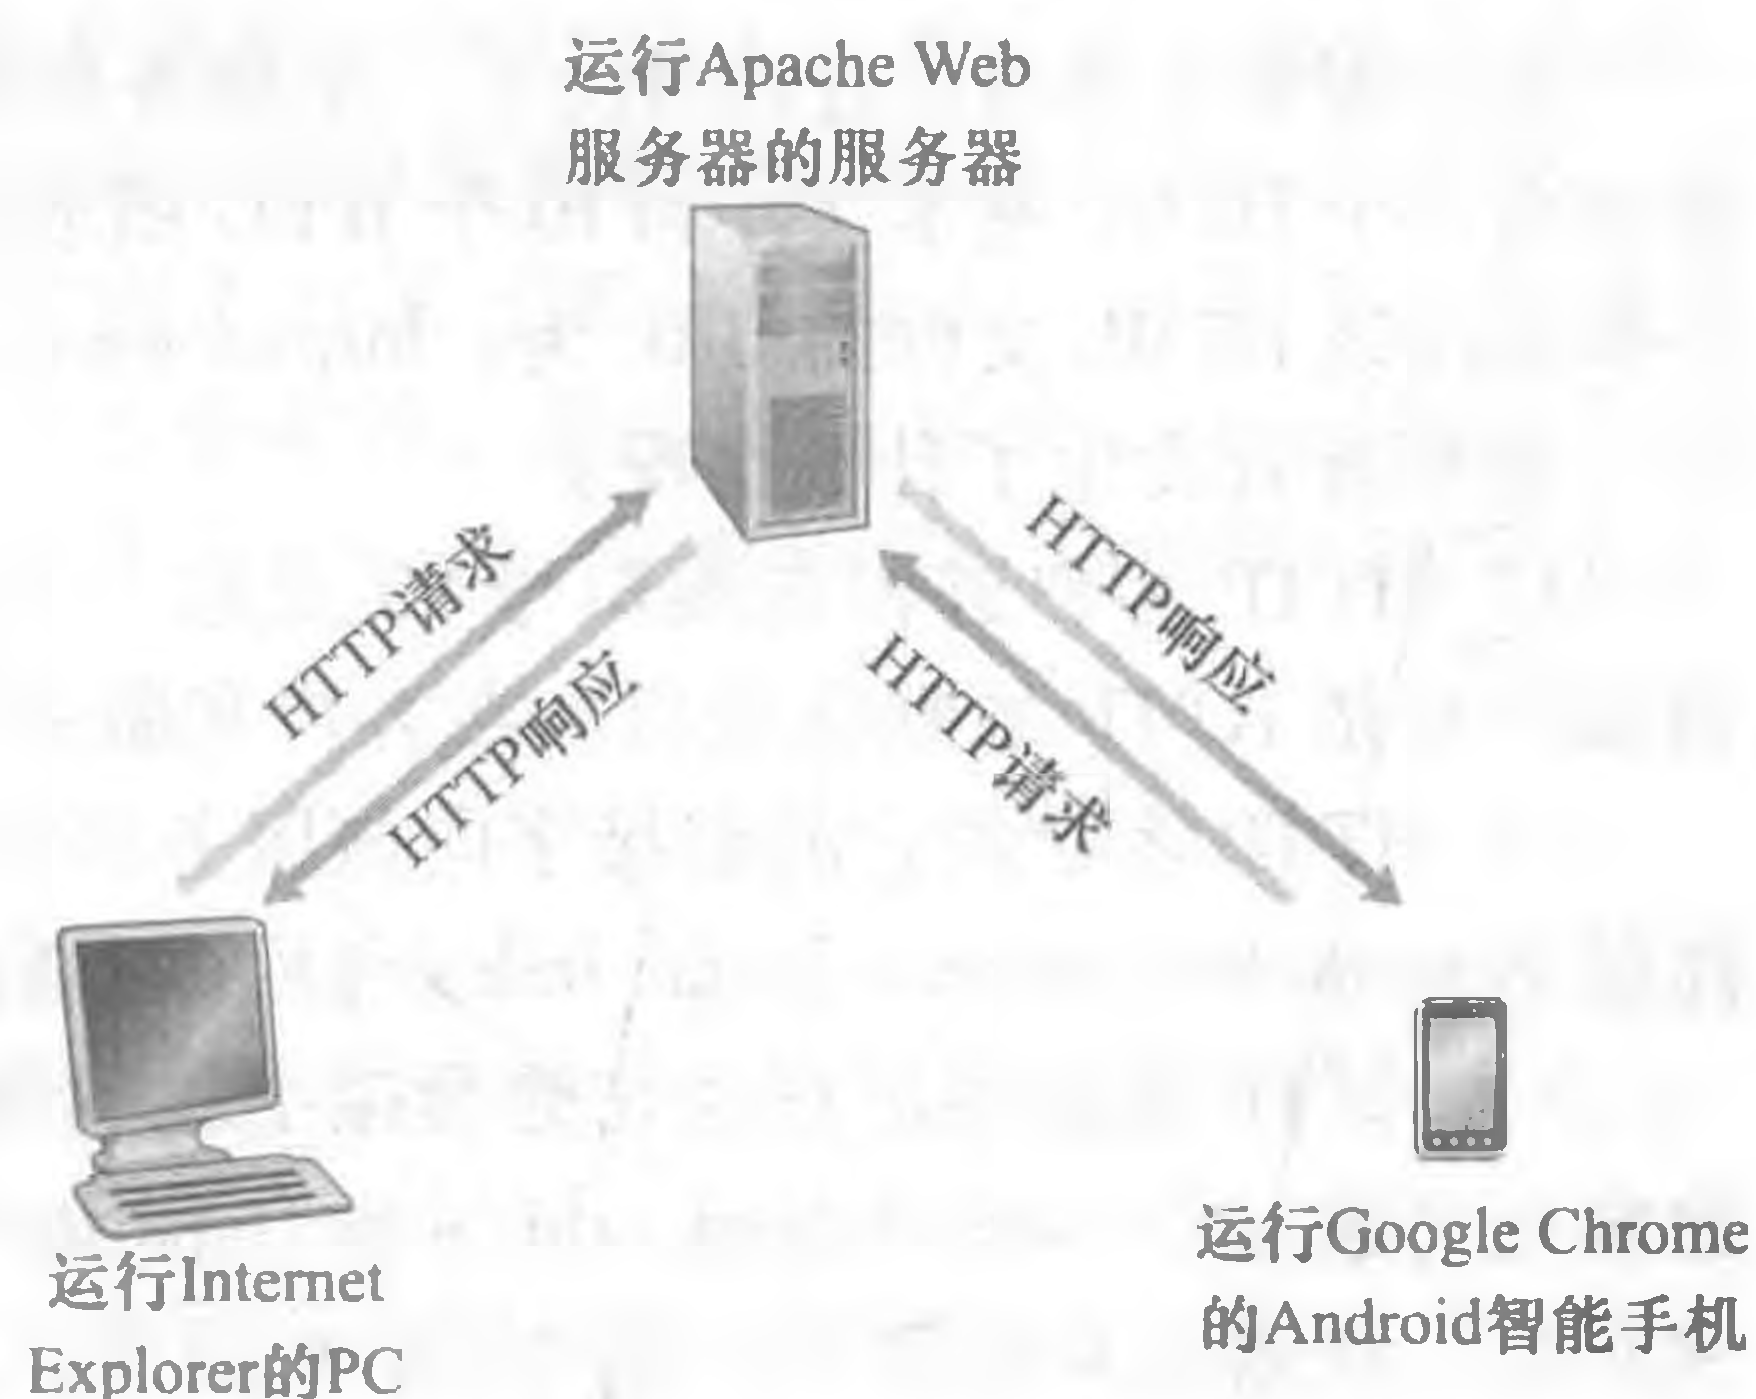 运行Apache Web
服务器的服务器
HTTP请求
HTTP响应
HTTP响应
HTTP请求
运行Internet
Explorer的PC
运行Google Chrome
的Android智能手机